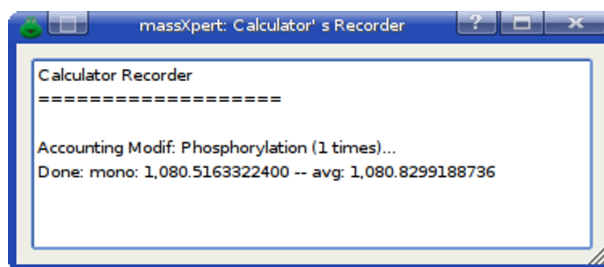 massXpert: Calculator' s Recorder
Calculator Recorder
===================
Accounting Modif: Phosphorylation (1 times)...
Done: mono: 1,080.5163322400 -- avg: 1,080.8299188736